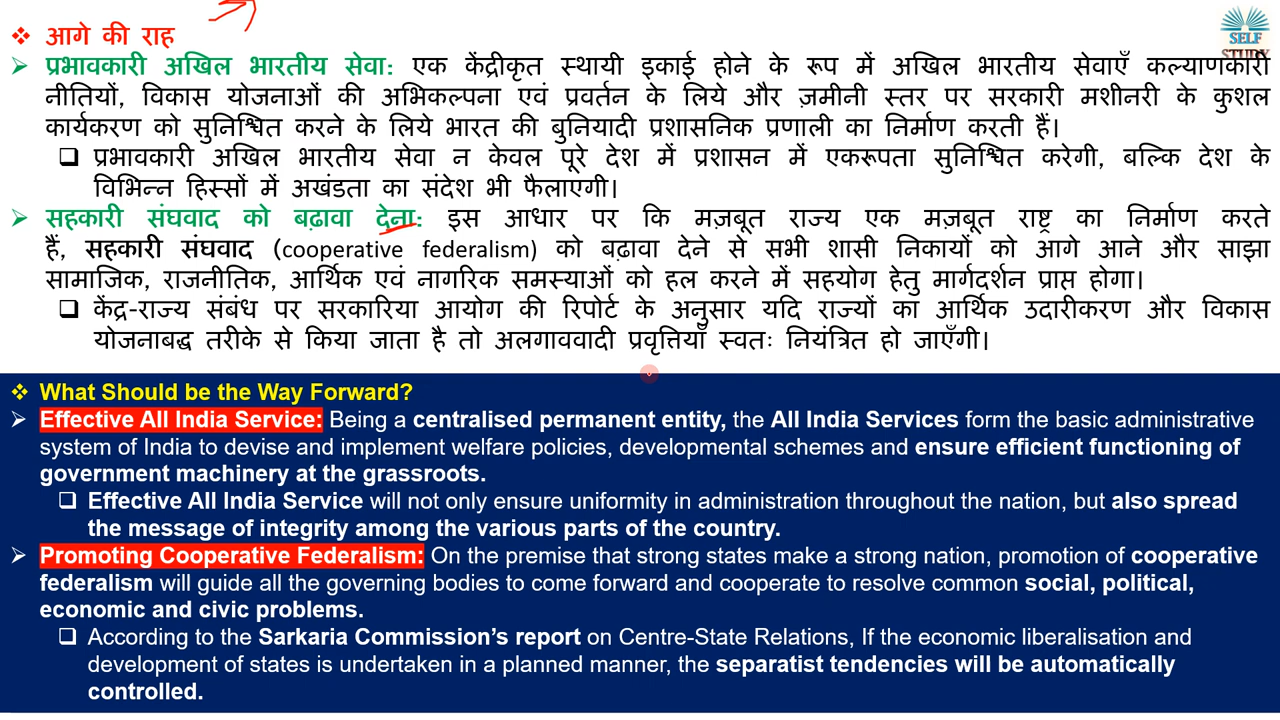 ❖ आगे की राह
SELF
STUDY
➢ प्रभावकारी अखिल भारतीय सेवा: एक केंद्रीकृत स्थायी इकाई होने के रूप में अखिल भारतीय सेवाएँ कल्याणकारी
नीतियों, विकास योजनाओं की अभिकल्पना एवं प्रवर्तन के लिये और ज़मीनी स्तर पर सरकारी मशीनरी के कुशल
कार्यकरण को सुनिश्चित करने के लिये भारत की बुनियादी प्रशासनिक प्रणाली का निर्माण करती हैं।
❑ प्रभावकारी अखिल भारतीय सेवा न केवल पूरे देश में प्रशासन में एकरूपता सुनिश्चित करेगी, बल्कि देश के
विभिन्न हिस्सों में अखंडता का संदेश भी फैलाएगी।
➢ सहकारी संघवाद को बढ़ावा देना: इस आधार पर कि मज़बूत राज्य एक मज़बूत राष्ट्र का निर्माण करते
हैं, सहकारी संघवाद (cooperative federalism) को बढ़ावा देने से सभी शासी निकायों को आगे आने और साझा
सामाजिक, राजनीतिक, आर्थिक एवं नागरिक समस्याओं को हल करने में सहयोग हेतु मार्गदर्शन प्राप्त होगा।
❑ केंद्र-राज्य संबंध पर सरकारिया आयोग की रिपोर्ट के अनुसार यदि राज्यों का आर्थिक उदारीकरण और विकास
योजनाबद्ध तरीके से किया जाता है तो अलगाववादी प्रवृत्तियाँ स्वतः नियंत्रित हो जाएँगी।
❖ What Should be the Way Forward?
➢ Effective All India Service: Being a centralised permanent entity, the All India Services form the basic administrative
system of India to devise and implement welfare policies, developmental schemes and ensure efficient functioning of
government machinery at the grassroots.
❑ Effective All India Service will not only ensure uniformity in administration throughout the nation, but also spread
the message of integrity among the various parts of the country.
➢ Promoting Cooperative Federalism: On the premise that strong states make a strong nation, promotion of cooperative
federalism will guide all the governing bodies to come forward and cooperate to resolve common social, political,
economic and civic problems.
❑ According to the Sarkaria Commission's report on Centre-State Relations, If the economic liberalisation and
development of states is undertaken in a planned manner, the separatist tendencies will be automatically
controlled.